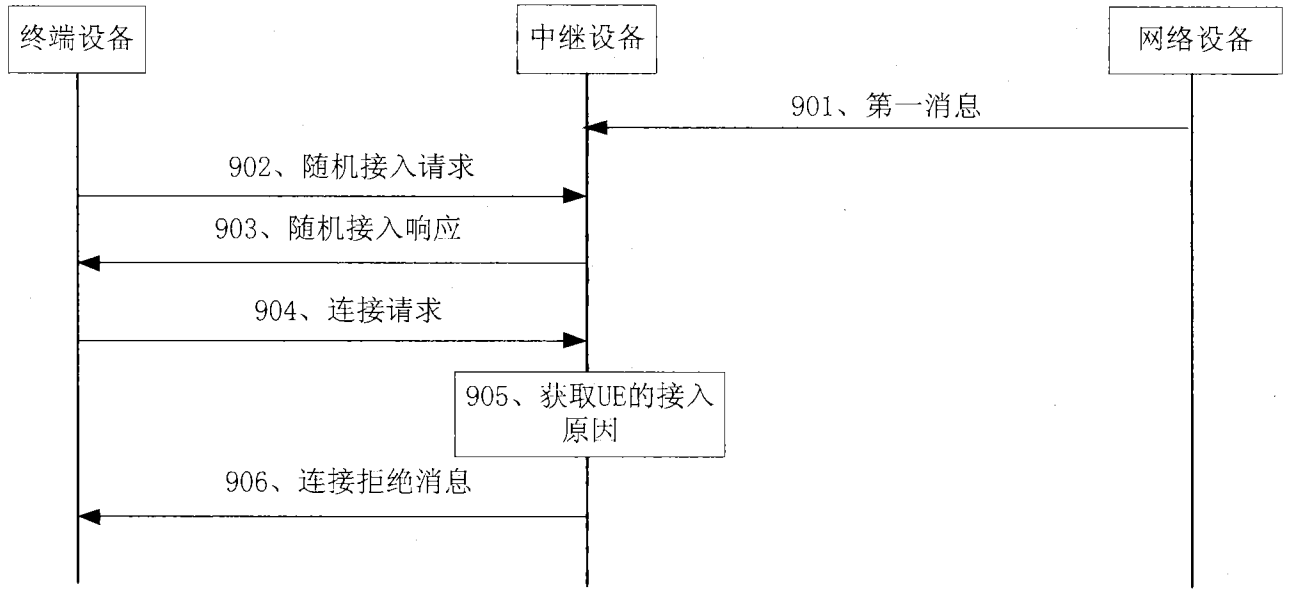 终端设备
中继设备
网络设备
901、第一消息
902、随机接入请求
903、随机接入响应
904、连接请求
905、获取UE的接入
原因
906、连接拒绝消息